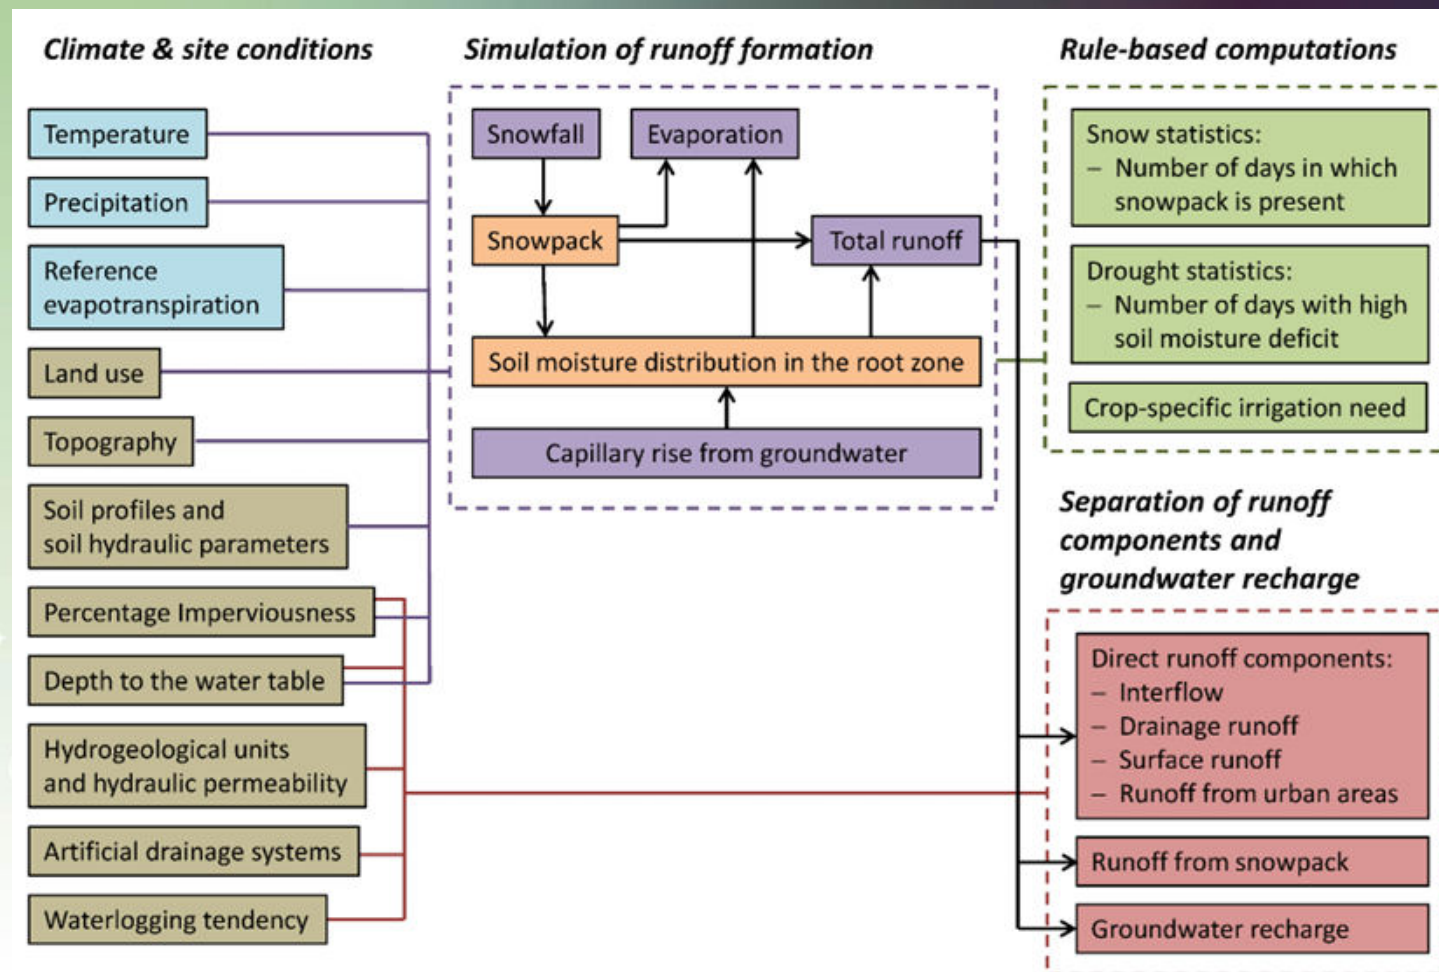 Climate & site conditions
Temperature
Precipitation
Reference
evapotranspiration
Land use
Topography
Soil profiles and
soil hydraulic parameters
Percentage Imperviousness
Depth to the water table
Hydrogeological units
and hydraulic permeability
Artificial drainage systems
Waterlogging tendency
Simulation of runoff formation
Snowfall
Evaporation
Snowpack
Total runoff
Soil moisture distribution in the root zone
Capillary rise from groundwater
Rule-based computations
Snow statistics:
– Number of days in which
snowpack is present
Drought statistics:
– Number of days with high
soil moisture deficit
Crop-specific irrigation need
Separation of runoff
components and
groundwater recharge
Direct runoff components:
– Interflow
– Drainage runoff
– Surface runoff
– Runoff from urban areas
Runoff from snowpack
Groundwater recharge